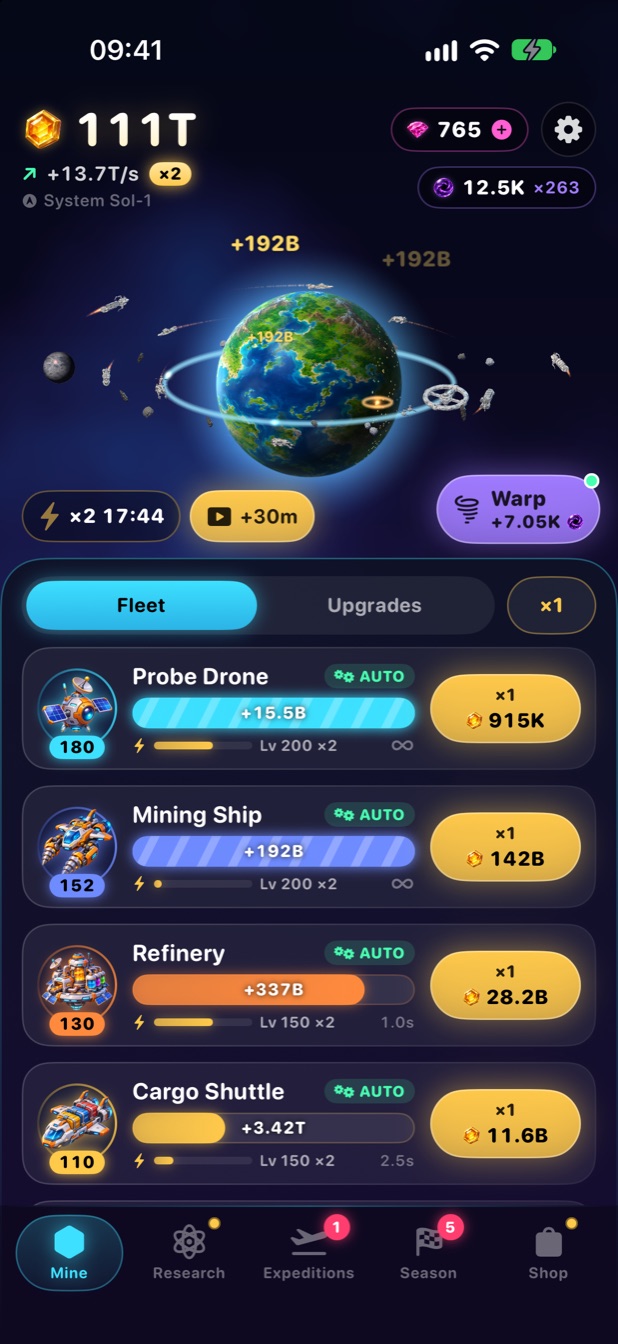 09:41
111T
765
+13.7T/s ×2
12.5K ×263
System Sol-1
+192B
+192B
+192B
×2 17:44
+30m
Warp
+7.05K
Fleet
Upgrades
×1
Probe Drone
AUTO
+15.5B
180
Lv 200 ×2
∞
×1
915K
Mining Ship
AUTO
+192B
152
Lv 200 ×2
∞
×1
142B
Refinery
AUTO
+337B
130
Lv 150 ×2
1.0s
×1
28.2B
Cargo Shuttle
AUTO
+3.42T
110
Lv 150 ×2
2.5s
×1
11.6B
1
5
Mine
Research
Expeditions
Season
Shop